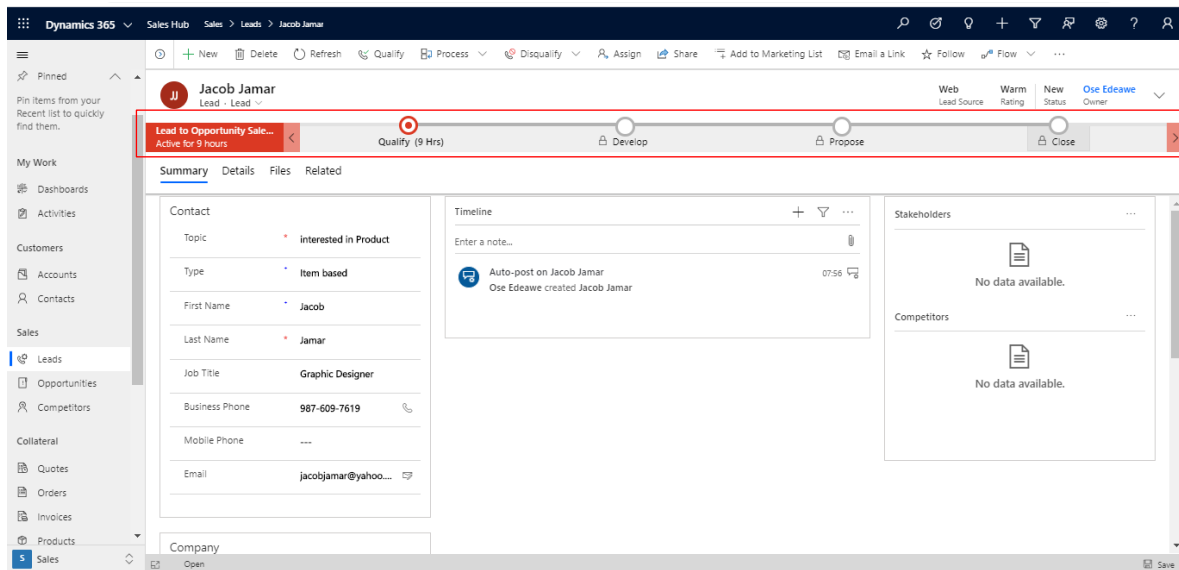 Dynamics 365
Sales Hub Sales > Leads > Jacob Jamar
New Delete Refresh Qualify Process Disqualify Assign Share Add to Marketing List Email a Link Follow Flow ...
Pinned
Pin items from your
Recent list to quickly
find them.
My Work
Dashboards
Activities
Customers
Accounts
Contacts
Sales
Leads
Opportunities
Competitors
Collateral
Quotes
Orders
Invoices
Products
S Sales
JJ
Jacob Jamar
Lead · Lead
Web
Lead Source
Warm
Rating
New
Status
Ose Edeawe
Owner
Lead to Opportunity Sale...
Active for 9 hours
Qualify (9 Hrs)
Develop
Propose
Close
Summary Details Files Related
Contact
Topic * interested in Product
Type * Item based
First Name * Jacob
Last Name * Jamar
Job Title Graphic Designer
Business Phone 987-609-7619
Mobile Phone ---
Email jacobjamar@yahoo....
Company
Timeline
Enter a note...
Auto-post on Jacob Jamar 07:56
Ose Edeawe created Jacob Jamar
Stakeholders ...
No data available.
Competitors ...
No data available.
Open
Save